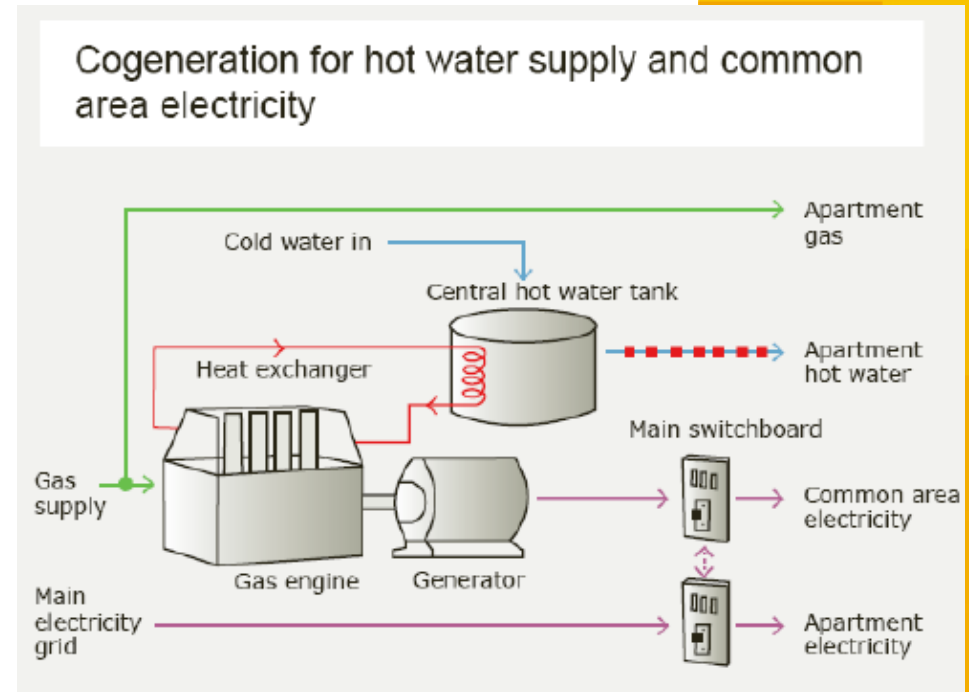 Cogeneration for hot water supply and common
area electricity
Apartment
gas
Cold water in
Central hot water tank
Heat exchanger
Apartment
hot water
Main switchboard
Gas
supply
Common area
electricity
Gas engine
Generator
Main
electricity
grid
Apartment
electricity